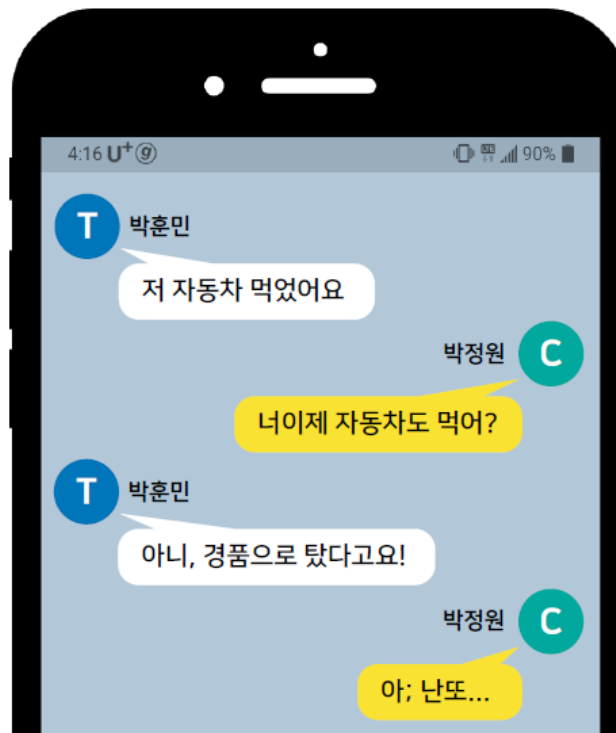 4:16 U+ g 90%
T 박훈민
저 자동차 먹었어요
박정원 C
너이제 자동차도 먹어?
T 박훈민
아니, 경품으로 탔다고요!
박정원 C
아; 난또...